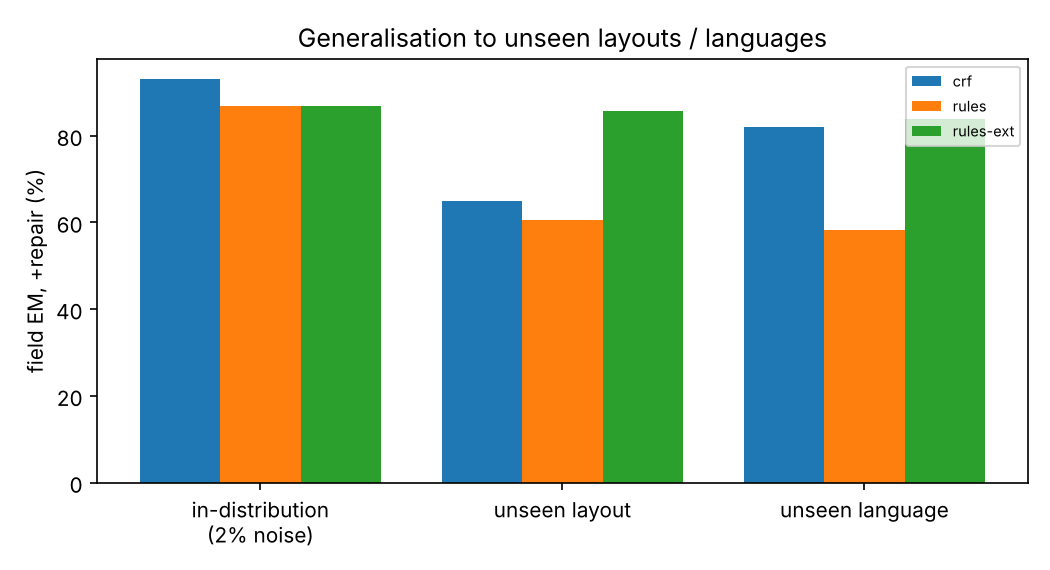 Generalisation to unseen layouts / languages
crf
rules
rules-ext
field EM, +repair (%)
80
60
40
20
0
in-distribution
(2% noise)
unseen layout
unseen language